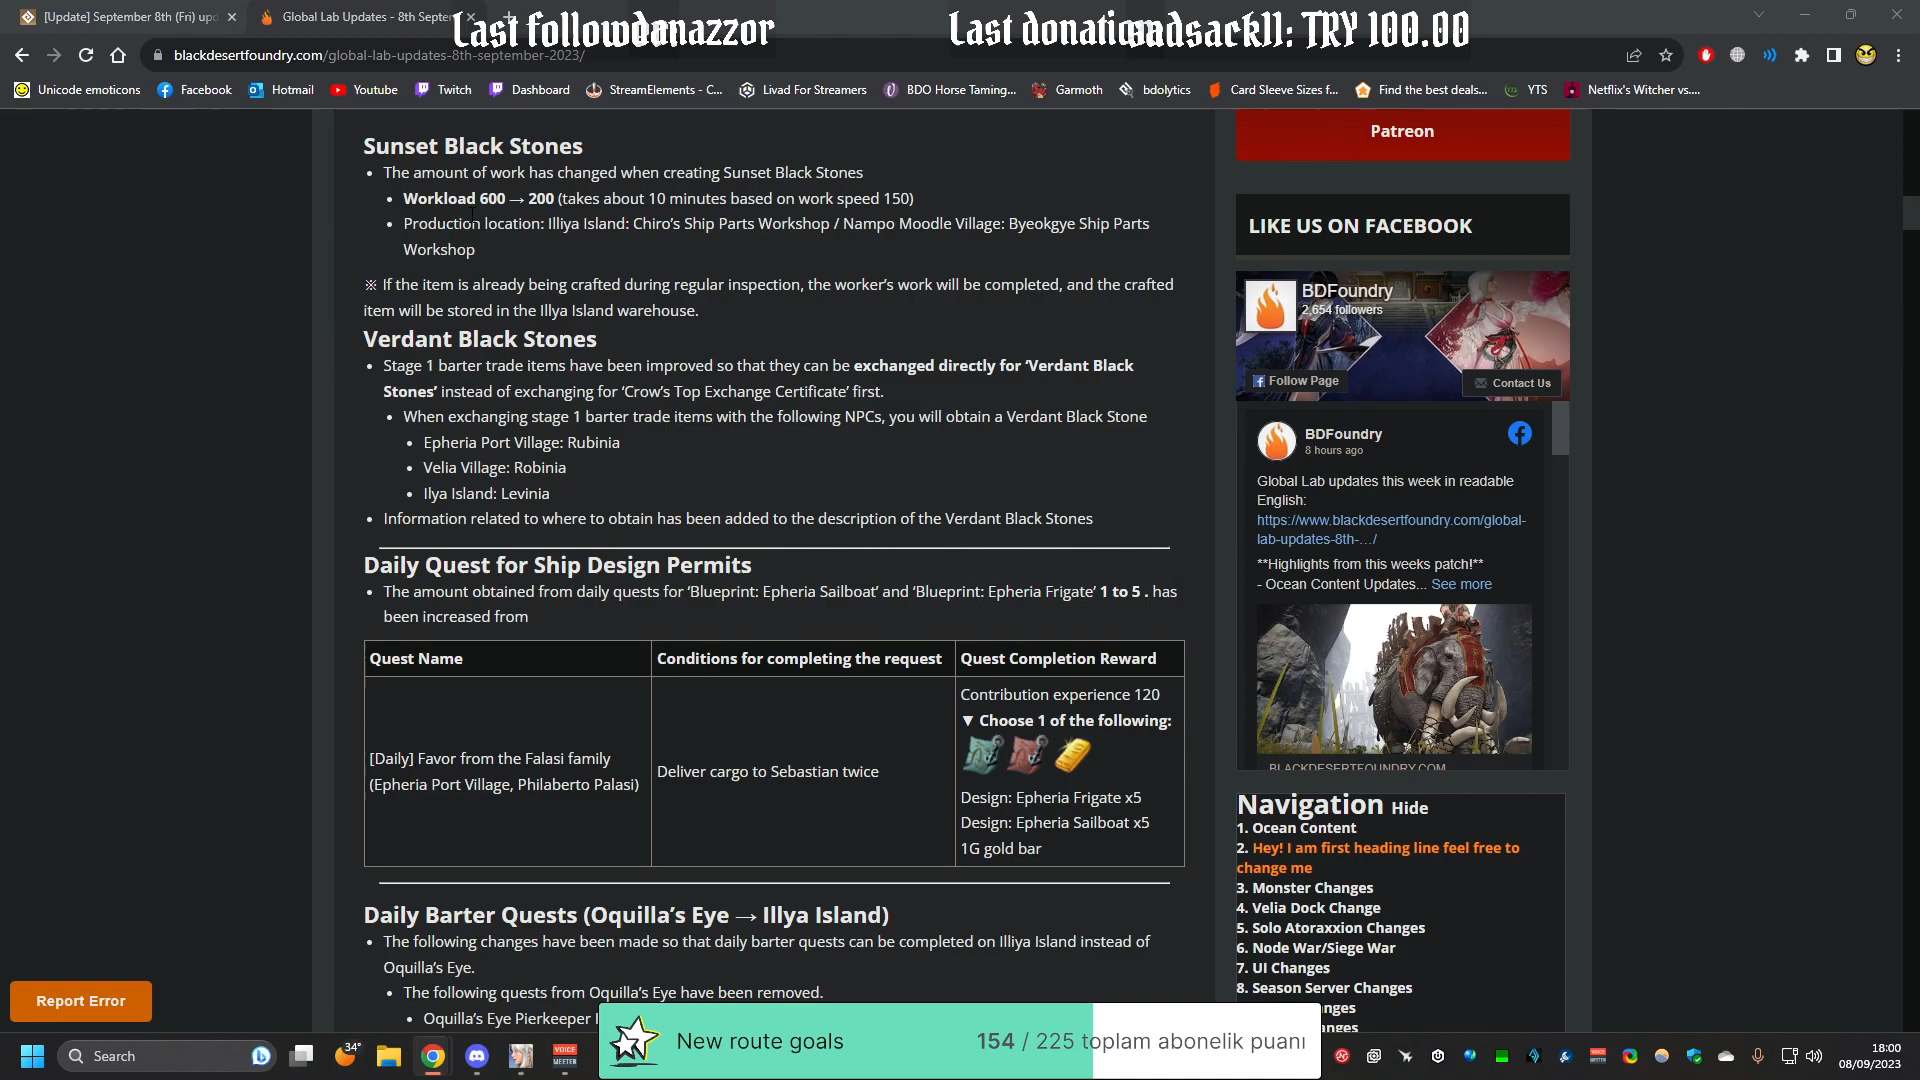 [Update] September 8th (Fri) upd
Global Lab Updates - 8th Septer
Last follower
danazzor
Last donation
sadsackll: TRY 100.00
blackdesertfoundry.com/global-lab-updates-8th-september-2023/
Unicode emoticons
Facebook
Hotmail
Youtube
Twitch
Dashboard
StreamElements - C...
Livad For Streamers
BDO Horse Taming...
Garmoth
bdolytics
Card Sleeve Sizes f...
Find the best deals...
YTS
Netflix's Witcher vs....
Sunset Black Stones
The amount of work has changed when creating Sunset Black Stones
Workload 600 → 200 (takes about 10 minutes based on work speed 150)
Production location: Illiya Island: Chiro’s Ship Parts Workshop / Nampo Moodle Village: Byeokgye Ship Parts
Workshop
※ If the item is already being crafted during regular inspection, the worker’s work will be completed, and the crafted
item will be stored in the Illya Island warehouse.
Verdant Black Stones
Stage 1 barter trade items have been improved so that they can be exchanged directly for ‘Verdant Black
Stones’ instead of exchanging for ‘Crow’s Top Exchange Certificate’ first.
When exchanging stage 1 barter trade items with the following NPCs, you will obtain a Verdant Black Stone
Epheria Port Village: Rubinia
Velia Village: Robinia
Ilya Island: Levinia
Information related to where to obtain has been added to the description of the Verdant Black Stones
Daily Quest for Ship Design Permits
The amount obtained from daily quests for ‘Blueprint: Epheria Sailboat’ and ‘Blueprint: Epheria Frigate’ 1 to 5 . has
been increased from
Quest Name
Conditions for completing the request
Quest Completion Reward
[Daily] Favor from the Falasi family
(Epheria Port Village, Philaberto Palasi)
Deliver cargo to Sebastian twice
Contribution experience 120
▼ Choose 1 of the following:
Design: Epheria Frigate x5
Design: Epheria Sailboat x5
1G gold bar
Daily Barter Quests (Oquilla’s Eye → Illya Island)
The following changes have been made so that daily barter quests can be completed on Illiya Island instead of
Oquilla’s Eye.
The following quests from Oquilla’s Eye have been removed.
Oquilla’s Eye Pierkeeper
Patreon
LIKE US ON FACEBOOK
BDFoundry
2,654 followers
Follow Page
Contact Us
BDFoundry
8 hours ago
Global Lab updates this week in readable
English:
https://www.blackdesertfoundry.com/global-
lab-updates-8th-…/
**Highlights from this weeks patch!**
- Ocean Content Updates... See more
BLACKDESERTFOUNDRY.COM
Navigation Hide
1. Ocean Content
2. Hey! I am first heading line feel free to
change me
3. Monster Changes
4. Velia Dock Change
5. Solo Atoraxxion Changes
6. Node War/Siege War
7. UI Changes
8. Season Server Changes
nges
nges
Report Error
New route goals
154 / 225 toplam abonelik puanı
Search
34°
VOICE
MEETER
18:00
08/09/2023